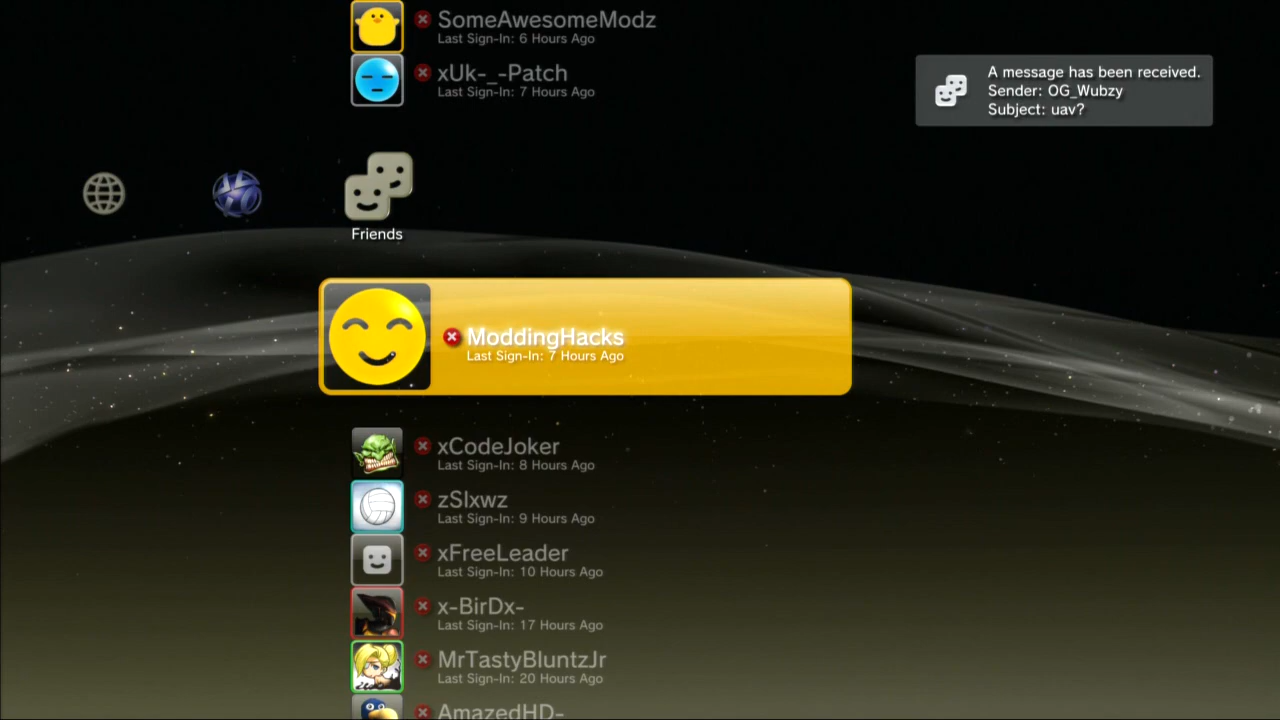 SomeAwesomeModz
Last Sign-In: 6 Hours Ago
xUk-_-Patch
Last Sign-In: 7 Hours Ago
A message has been received.
Sender: OG_Wubzy
Subject: uav?
Friends
ModdingHacks
Last Sign-In: 7 Hours Ago
xCodeJoker
Last Sign-In: 8 Hours Ago
zSIxwz
Last Sign-In: 9 Hours Ago
xFreeLeader
Last Sign-In: 10 Hours Ago
x-BirDx-
Last Sign-In: 17 Hours Ago
MrTastyBluntzJr
Last Sign-In: 20 Hours Ago
AmazedHD-